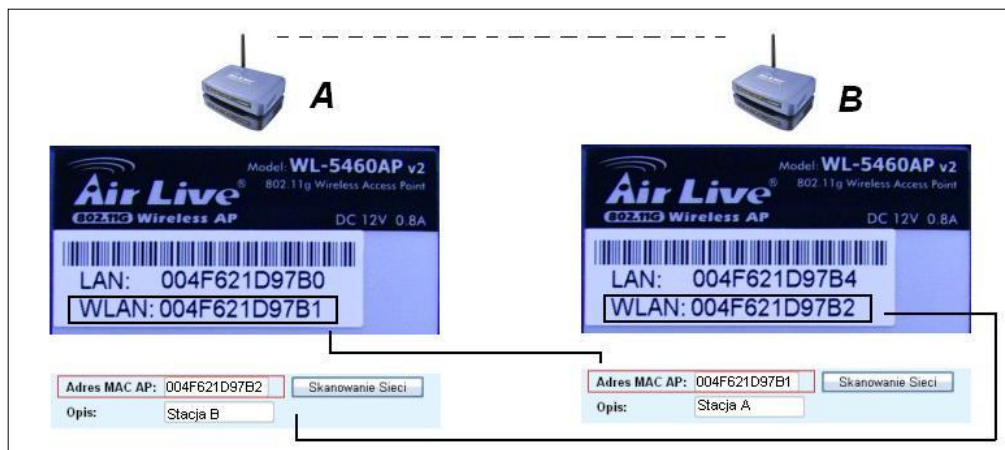 A
B
Model: WL-5460AP v2
Air Live®
802.11g Wireless Access Point
802.11G Wireless AP
DC 12V 0.8A
LAN: 004F621D97B0
WLAN: 004F621D97B1
Model: WL-5460AP v2
Air Live®
802.11g Wireless Access Point
802.11G Wireless AP
DC 12V 0.8A
LAN: 004F621D97B4
WLAN: 004F621D97B2
Adres MAC AP: 004F621D97B2 Skanowanie Sieci
Opis: Stacja B
Adres MAC AP: 004F621D97B1 Skanowanie Sieci
Opis: Stacja A